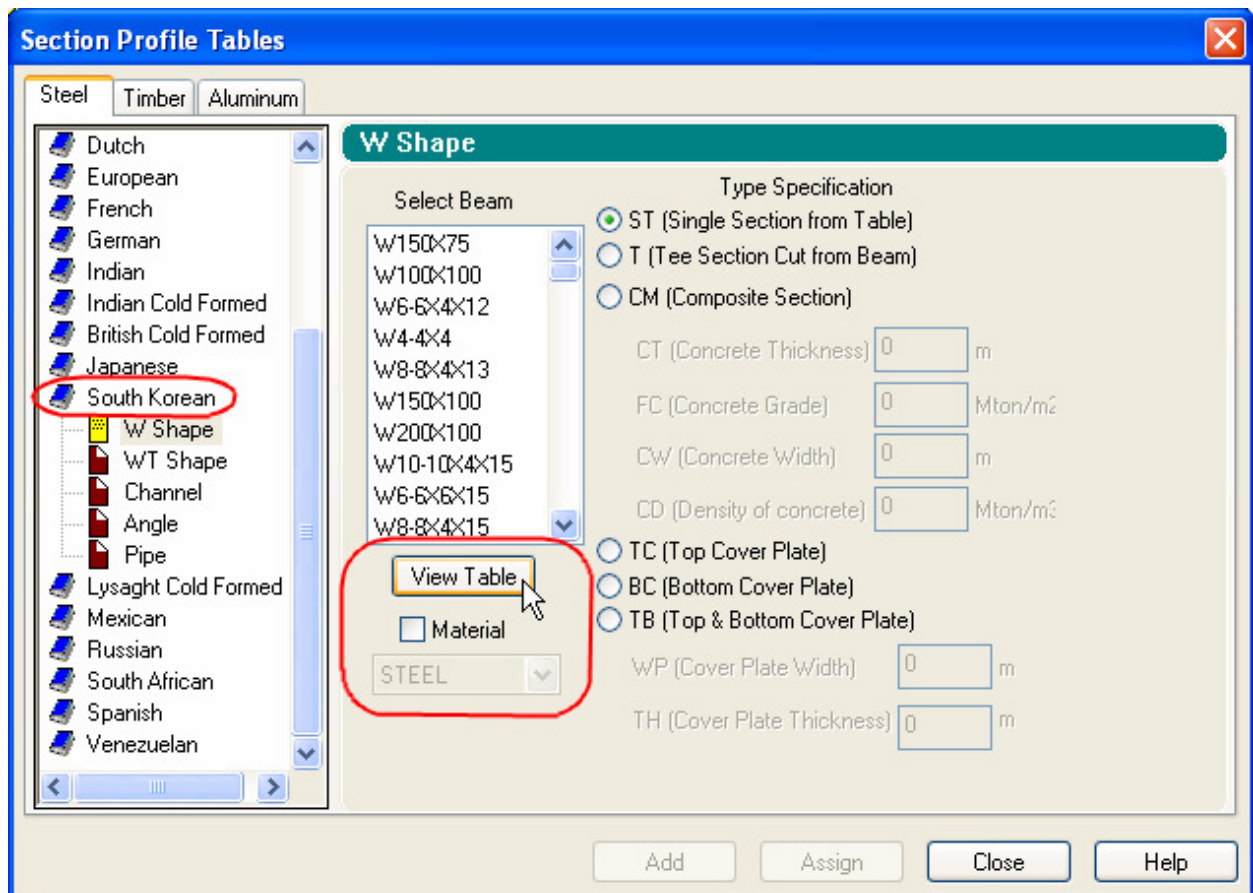 Section Profile Tables
Steel
Timber
Aluminum
Dutch
European
French
German
Indian
Indian Cold Formed
British Cold Formed
Japanese
South Korean
W Shape
WT Shape
Channel
Angle
Pipe
Lysaght Cold Formed
Mexican
Russian
South African
Spanish
Venezuelan
W Shape
Select Beam
W150X75
W100X100
W6-6X4X12
W4-4X4
W8-8X4X13
W150X100
W200X100
W10-10X4X15
W6-6X6X15
W8-8X4X15
View Table
Material
STEEL
Type Specification
ST (Single Section from Table)
T (Tee Section Cut from Beam)
CM (Composite Section)
CT (Concrete Thickness) 0 m
FC (Concrete Grade) 0 Mton/m2
CW (Concrete Width) 0 m
CD (Density of concrete) 0 Mton/m3
TC (Top Cover Plate)
BC (Bottom Cover Plate)
TB (Top & Bottom Cover Plate)
WP (Cover Plate Width) 0 m
TH (Cover Plate Thickness) 0 m
Add
Assign
Close
Help